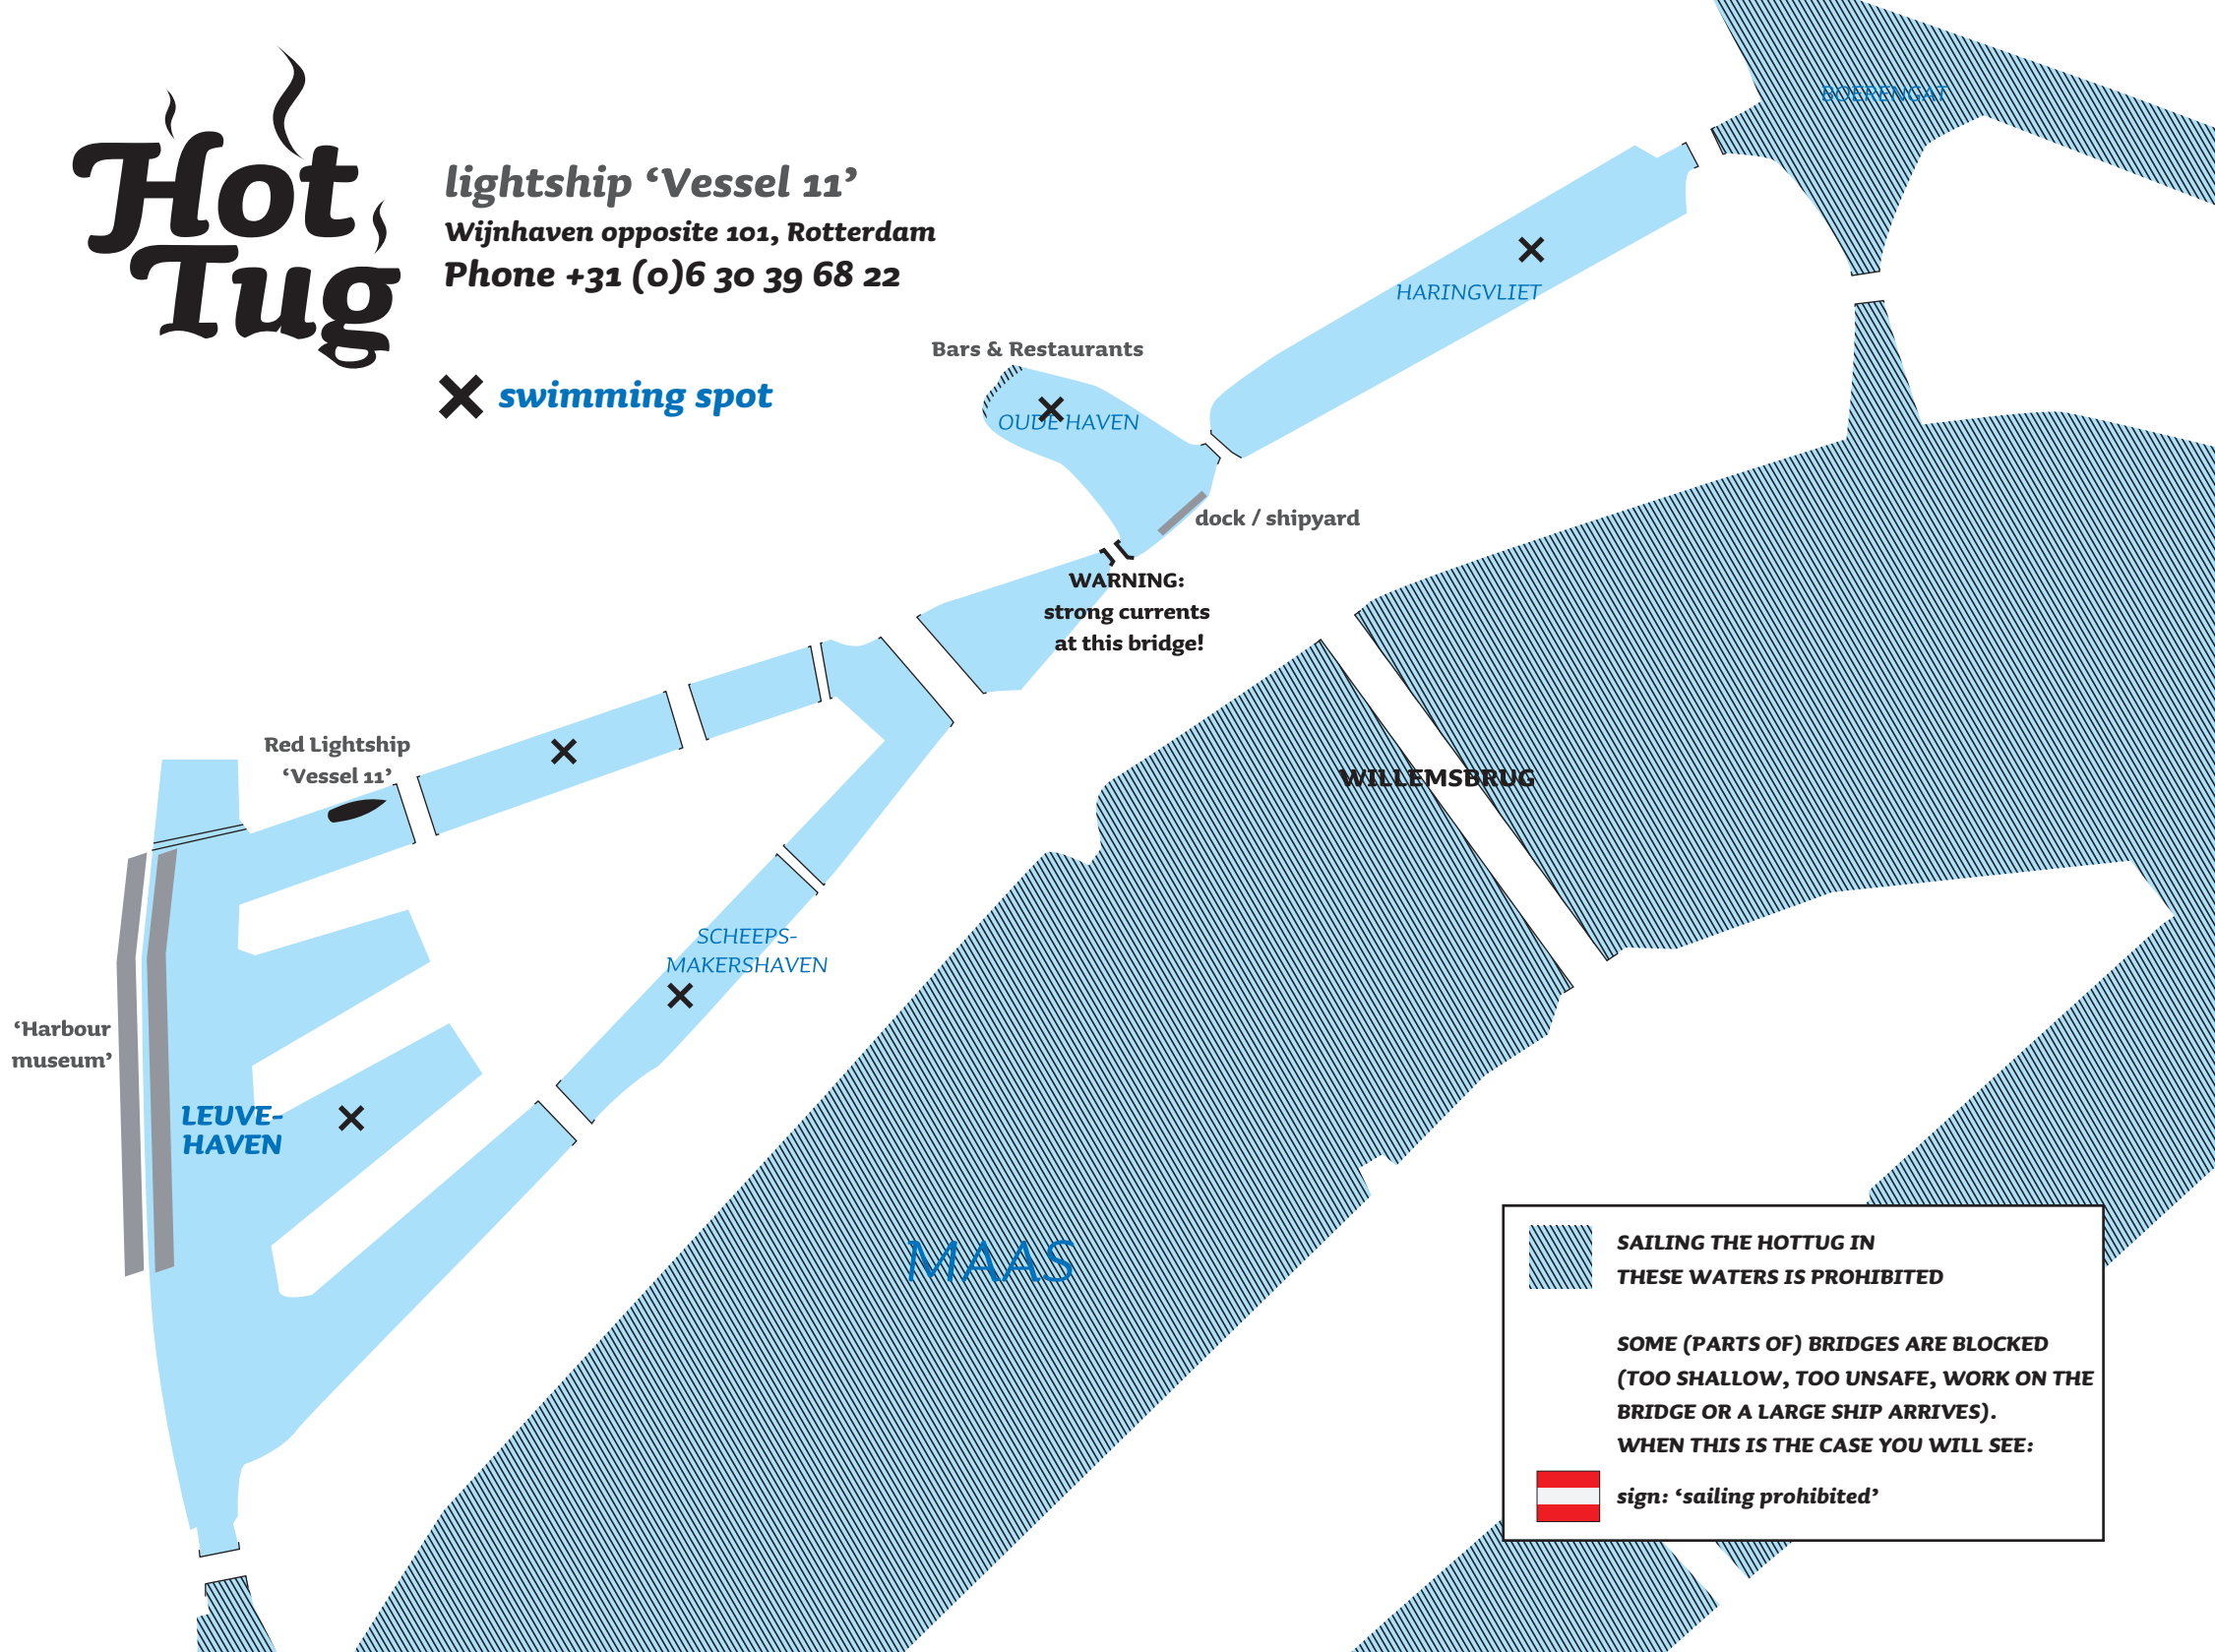 Hot
Tug
lightship ‘Vessel 11’
Wijnhaven opposite 101, Rotterdam
Phone +31 (0)6 30 39 68 22
swimming spot
BOERENGAT
HARINGVLIET
Bars & Restaurants
OUDE HAVEN
dock / shipyard
WARNING:
strong currents
at this bridge!
Red Lightship
‘Vessel 11’
WILLEMSBRUG
SCHEEPS-
MAKERSHAVEN
‘Harbour
museum’
LEUVE-
HAVEN
MAAS
SAILING THE HOTTUG IN
THESE WATERS IS PROHIBITED
SOME (PARTS OF) BRIDGES ARE BLOCKED
(TOO SHALLOW, TOO UNSAFE, WORK ON THE
BRIDGE OR A LARGE SHIP ARRIVES).
WHEN THIS IS THE CASE YOU WILL SEE:
sign: ‘sailing prohibited’